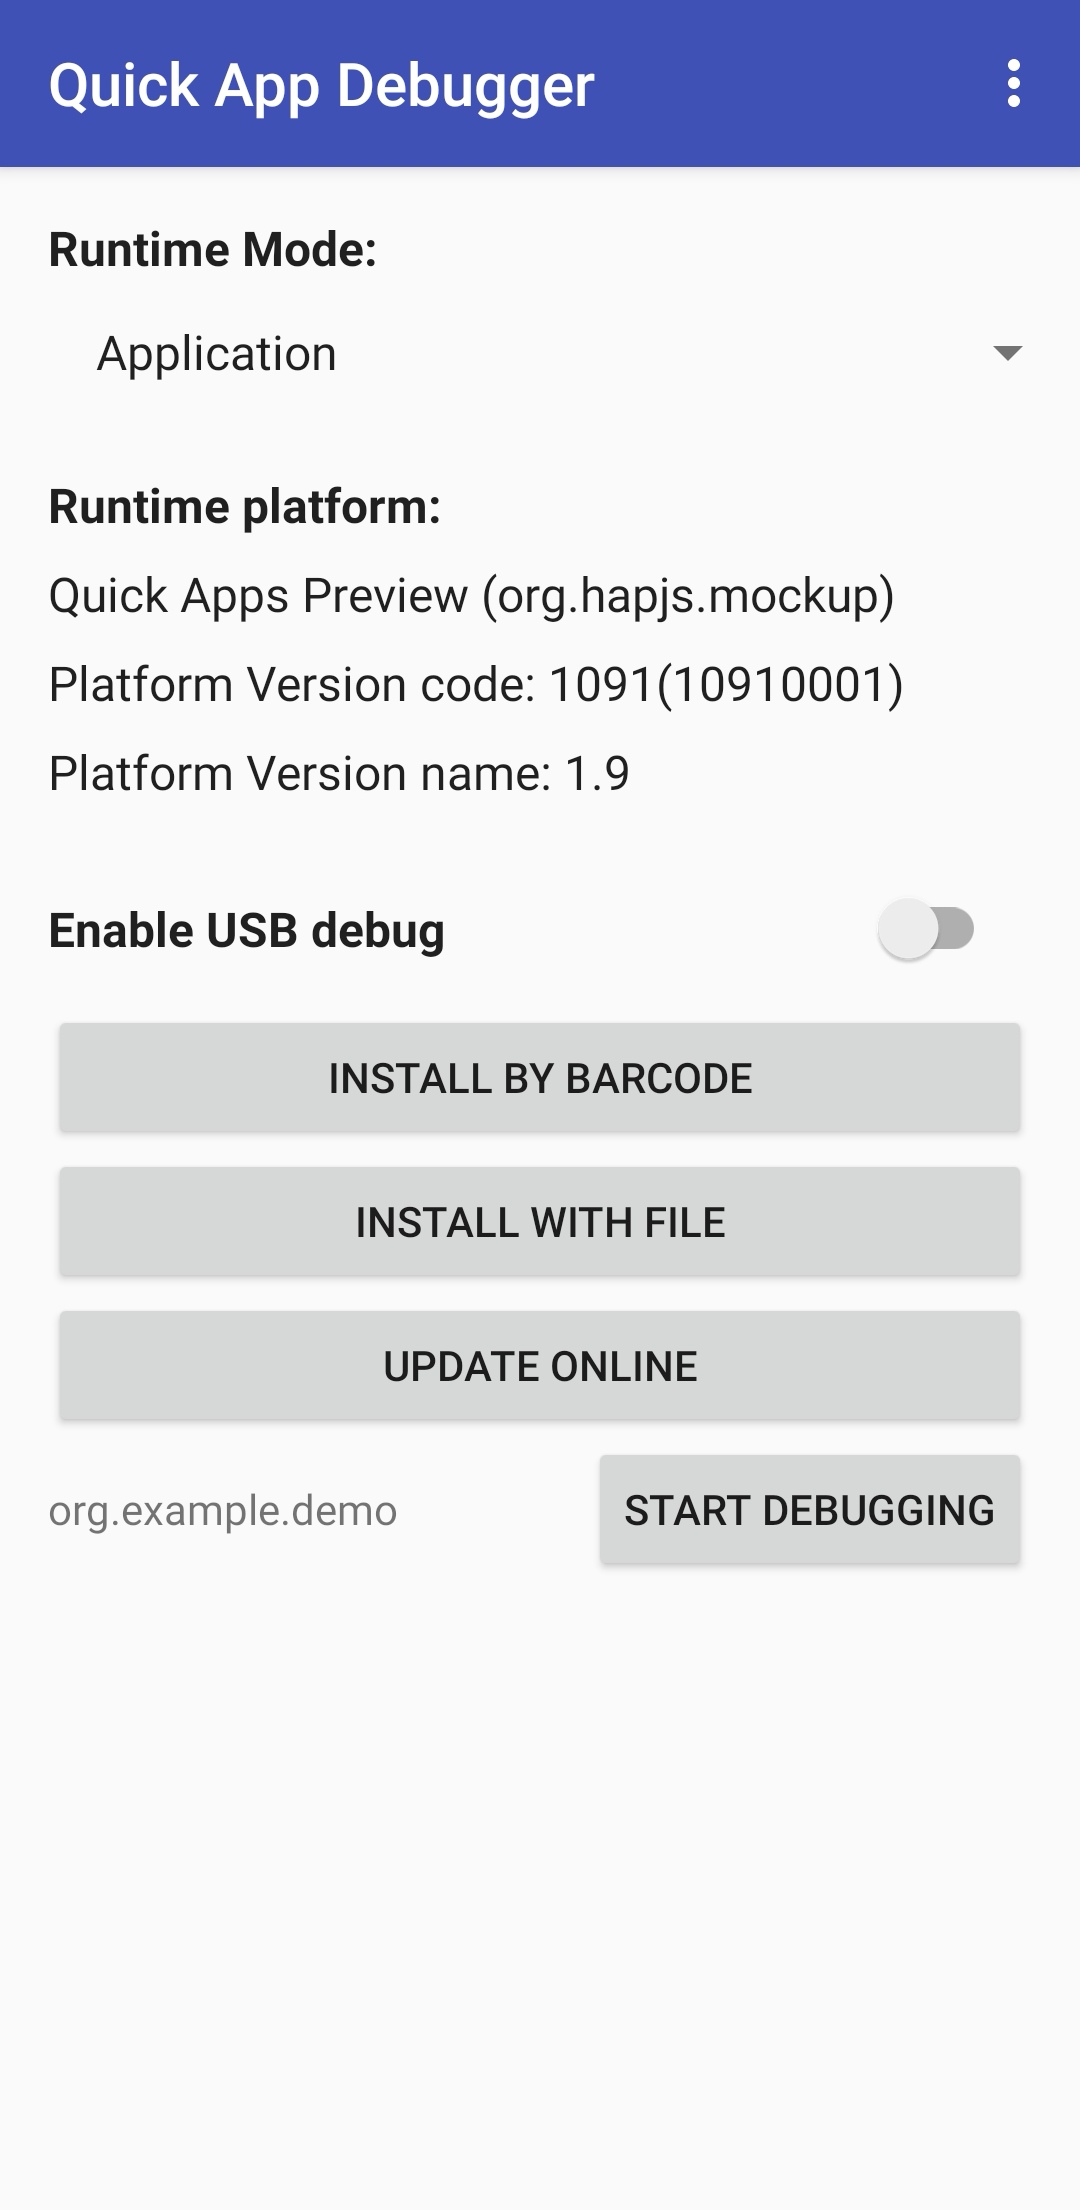 Quick App Debugger
Runtime Mode:
Application
Runtime platform:
Quick Apps Preview (org.hapjs.mockup)
Platform Version code: 1091(10910001)
Platform Version name: 1.9
Enable USB debug
INSTALL BY BARCODE
INSTALL WITH FILE
UPDATE ONLINE
org.example.demo
START DEBUGGING